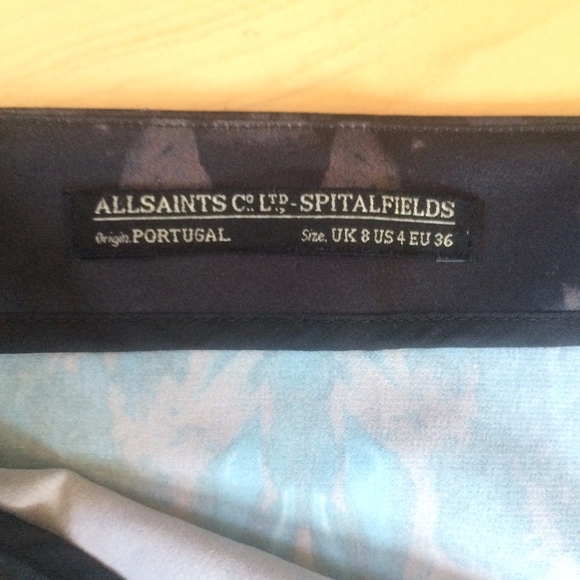 ALLSAINTS Co. LTD. - SPITALFIELDS
Origin. PORTUGAL Size. UK 8 US 4 EU 36